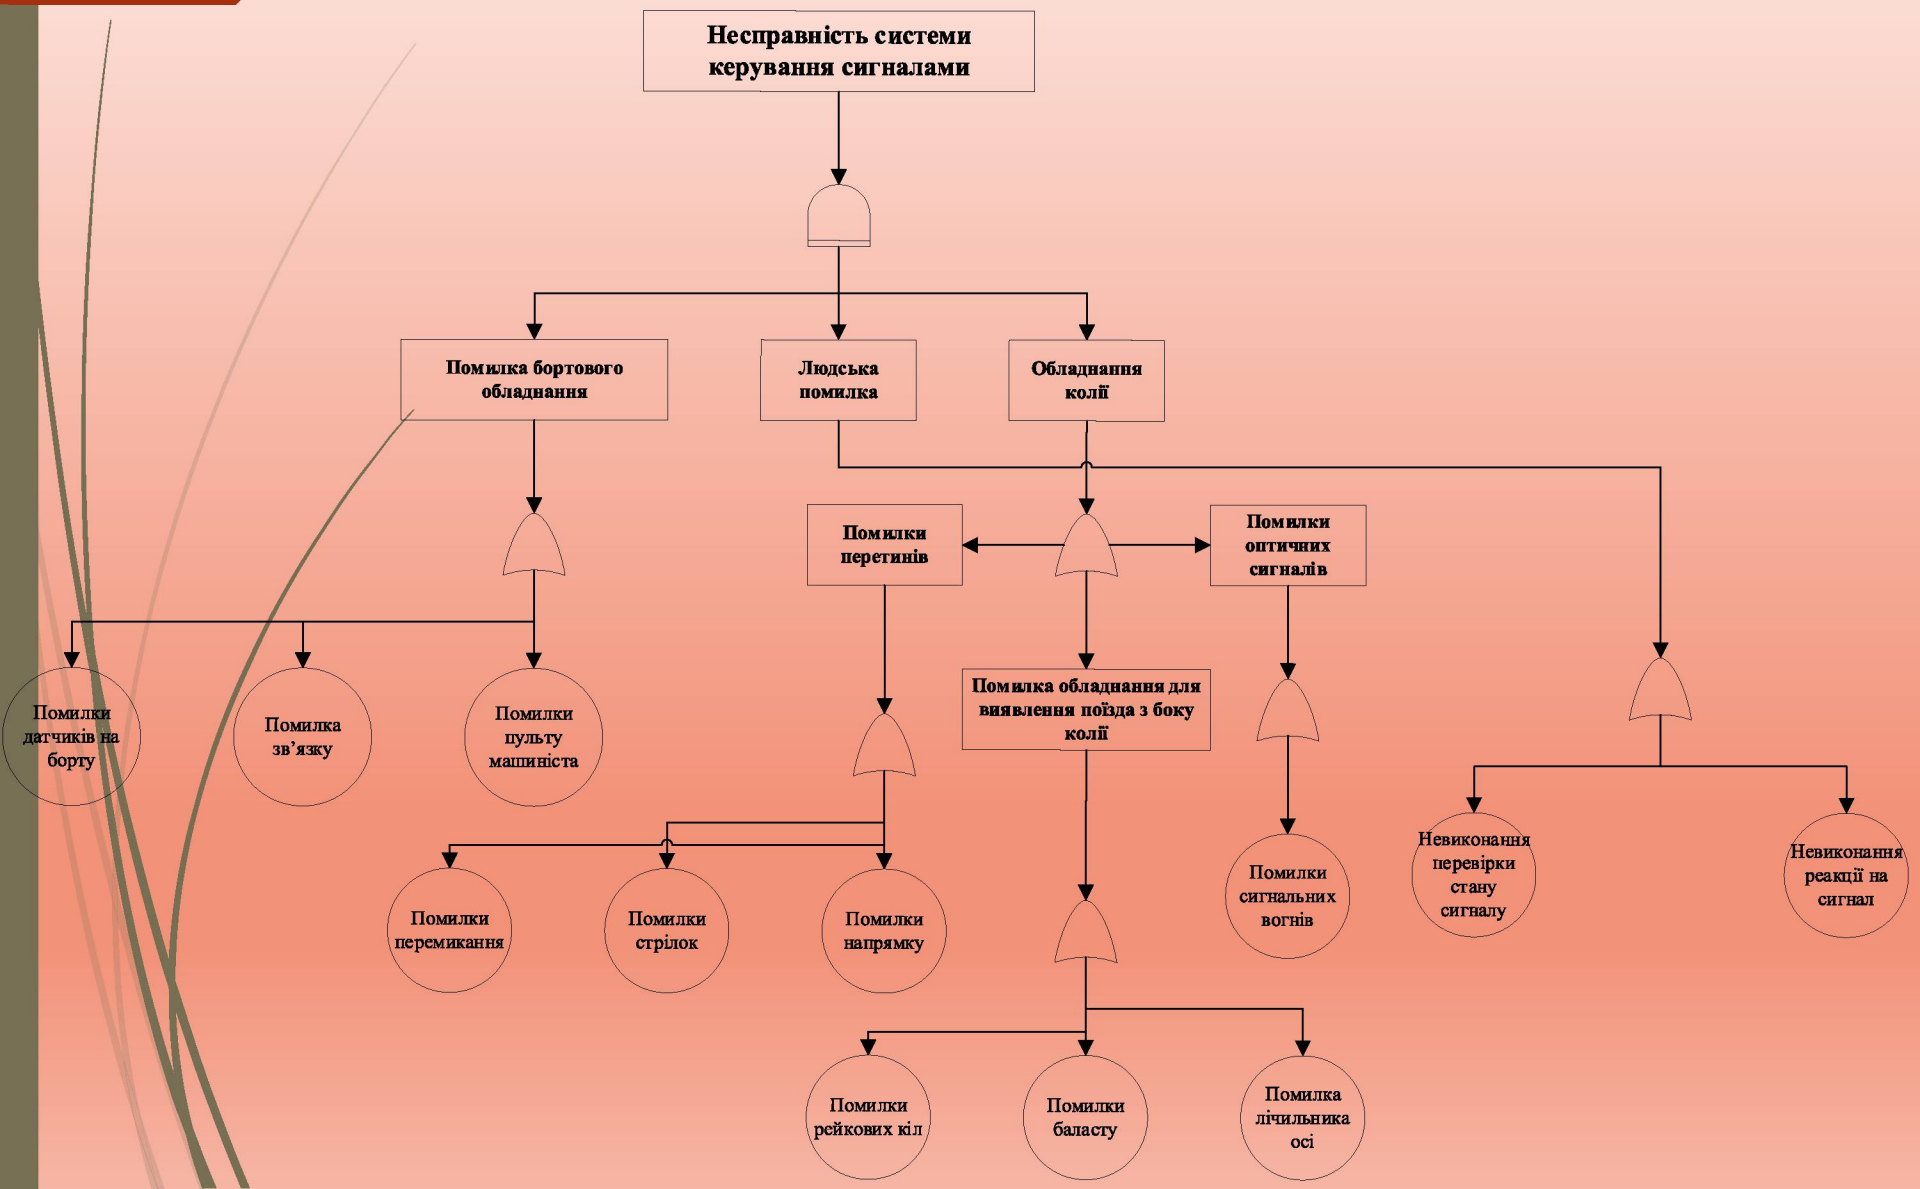 Несправність системи
керування сигналами
Помилка бортового
обладнання
Людська
помилка
Обладнання
колії
Помилки
перетинів
Помилки
оптичних
сигналів
Помилки
датчиків на
борту
Помилка
зв’язку
Помилки
пульту
машиніста
Помилка обладнання для
виявлення поїзда з боку
колії
Помилки
перемикання
Помилки
стрілок
Помилки
напрямку
Помилки
сигнальних
вогнів
Невиконання
перевірки
стану
сигналу
Невиконання
реакції на
сигнал
Помилки
рейкових кіл
Помилки
баласту
Помилка
лічильника
осі